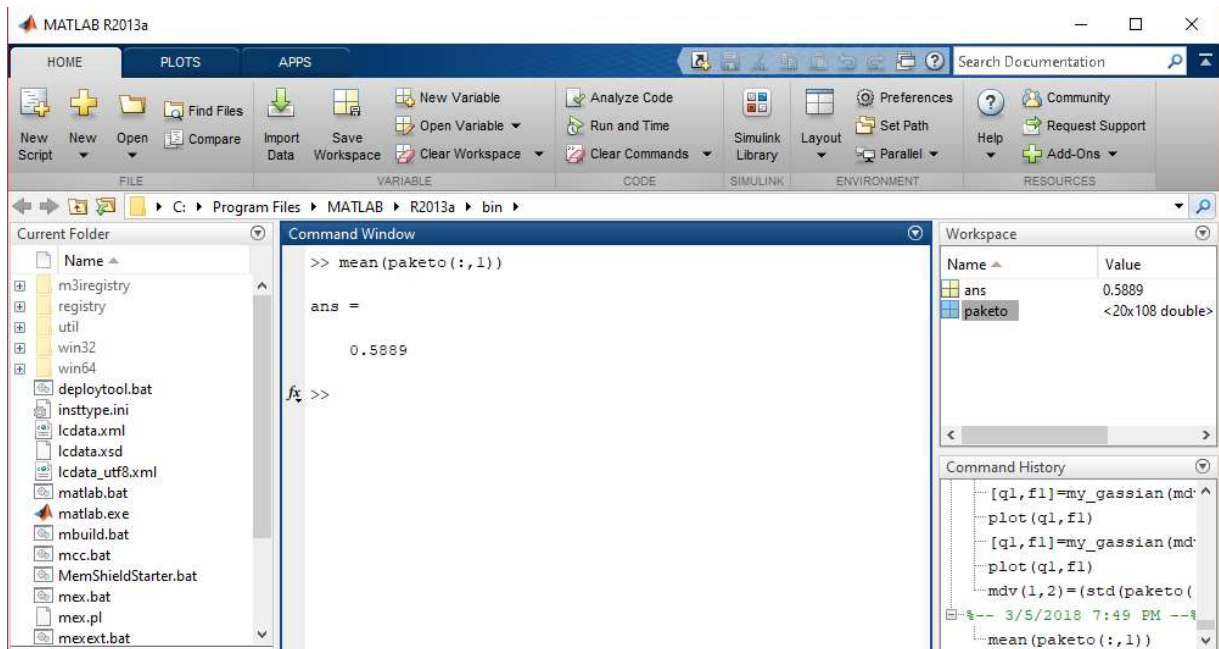 MATLAB R2013a
HOME PLOTS APPS Search Documentation
New Script
New
Open
Find Files
Compare
Import Data
Save Workspace
New Variable
Open Variable
Clear Workspace
Analyze Code
Run and Time
Clear Commands
Simulink Library
Layout
Preferences
Set Path
Parallel
Help
Community
Request Support
Add-Ons
FILE VARIABLE CODE SIMULINK ENVIRONMENT RESOURCES
C: Program Files MATLAB R2013a bin
Current Folder
Name
m3iregistry
registry
util
win32
win64
deploytool.bat
insttype.ini
lcdata.xml
lcdata.xsd
lcdata_utf8.xml
matlab.bat
matlab.exe
mbuild.bat
mcc.bat
MemShieldStarter.bat
mex.bat
mex.pl
mexext.bat
Command Window
>> mean(paketo(:,1))
ans =
0.5889
fx >>
Workspace
Name Value
ans 0.5889
paketo <20x108 double>
Command History
[q1,f1]=my_gassian(md
plot(q1,f1)
[q1,f1]=my_gassian(md
plot(q1,f1)
mdv(1,2)=(std(paketo(
%-- 3/5/2018 7:49 PM --%
mean(paketo(:,1))